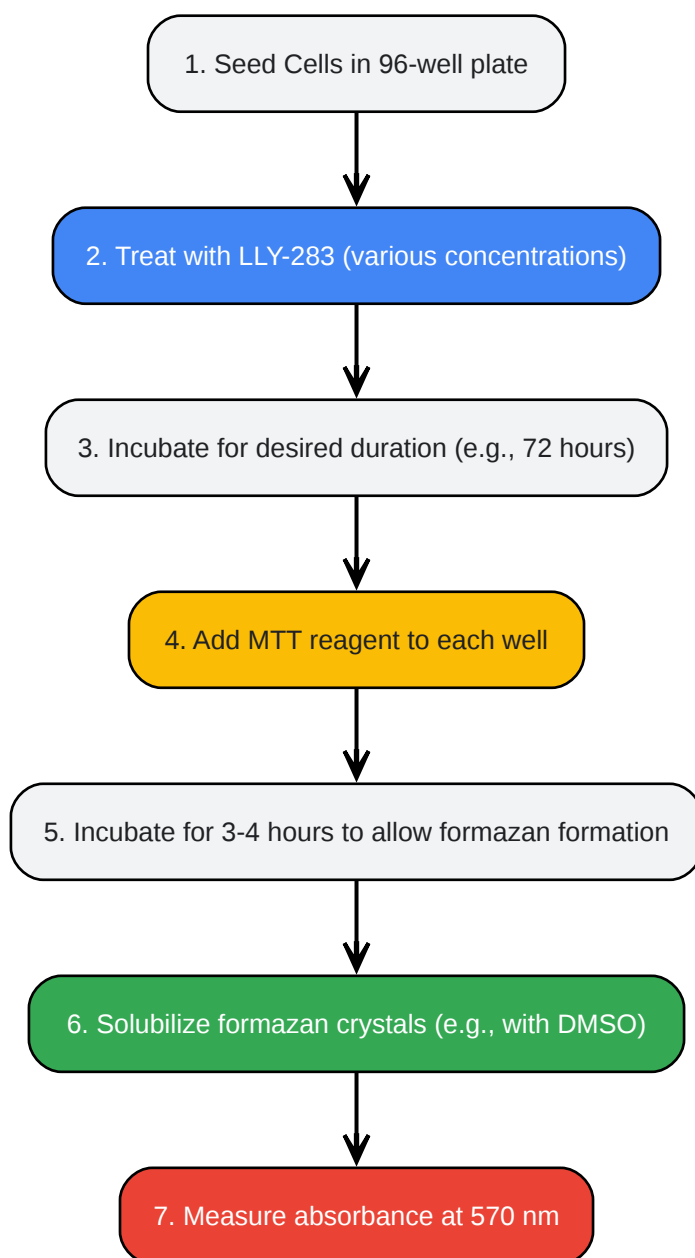 1. Seed Cells in 96-well plate
2. Treat with LLY-283 (various concentrations)
3. Incubate for desired duration (e.g., 72 hours)
4. Add MTT reagent to each well
5. Incubate for 3-4 hours to allow formazan formation
6. Solubilize formazan crystals (e.g., with DMSO)
7. Measure absorbance at 570 nm